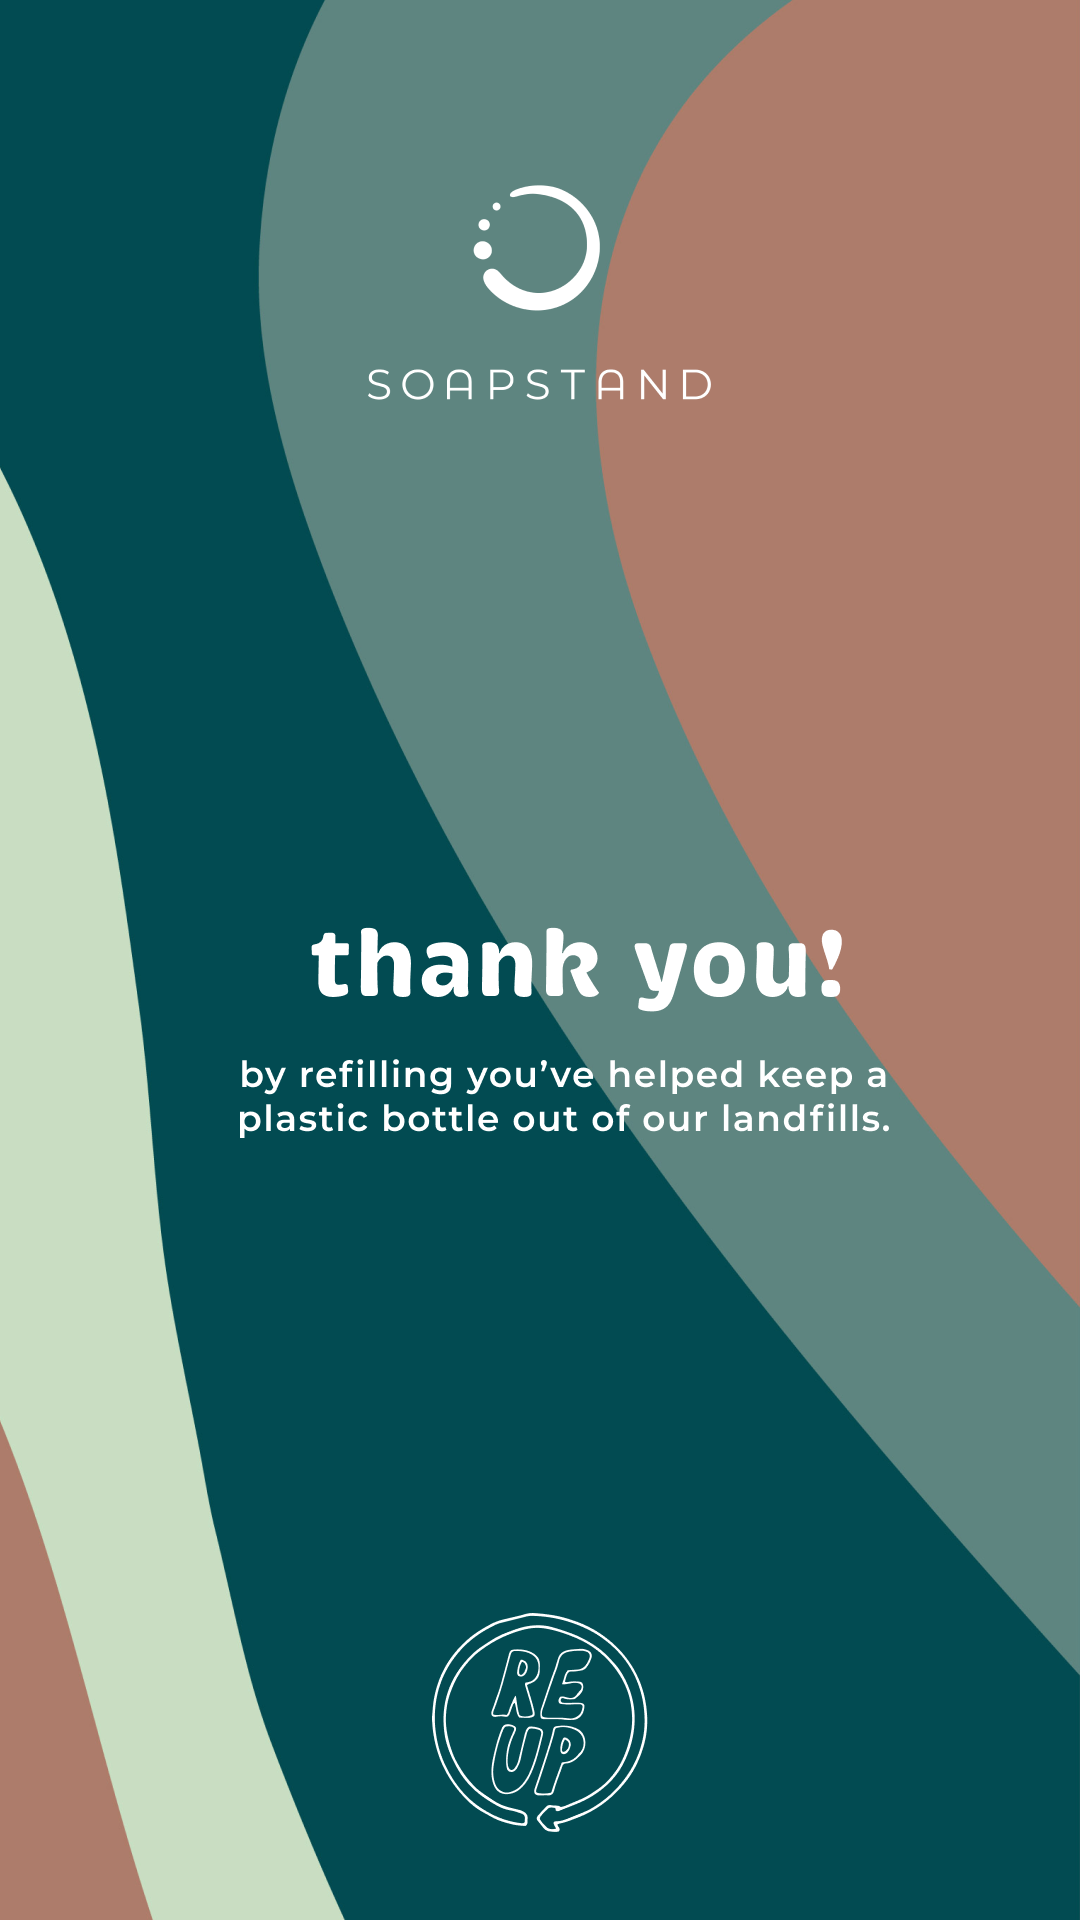 SOAPSTAND
thank you!
by refilling you’ve helped keep a
plastic bottle out of our landfills.
RE
UP